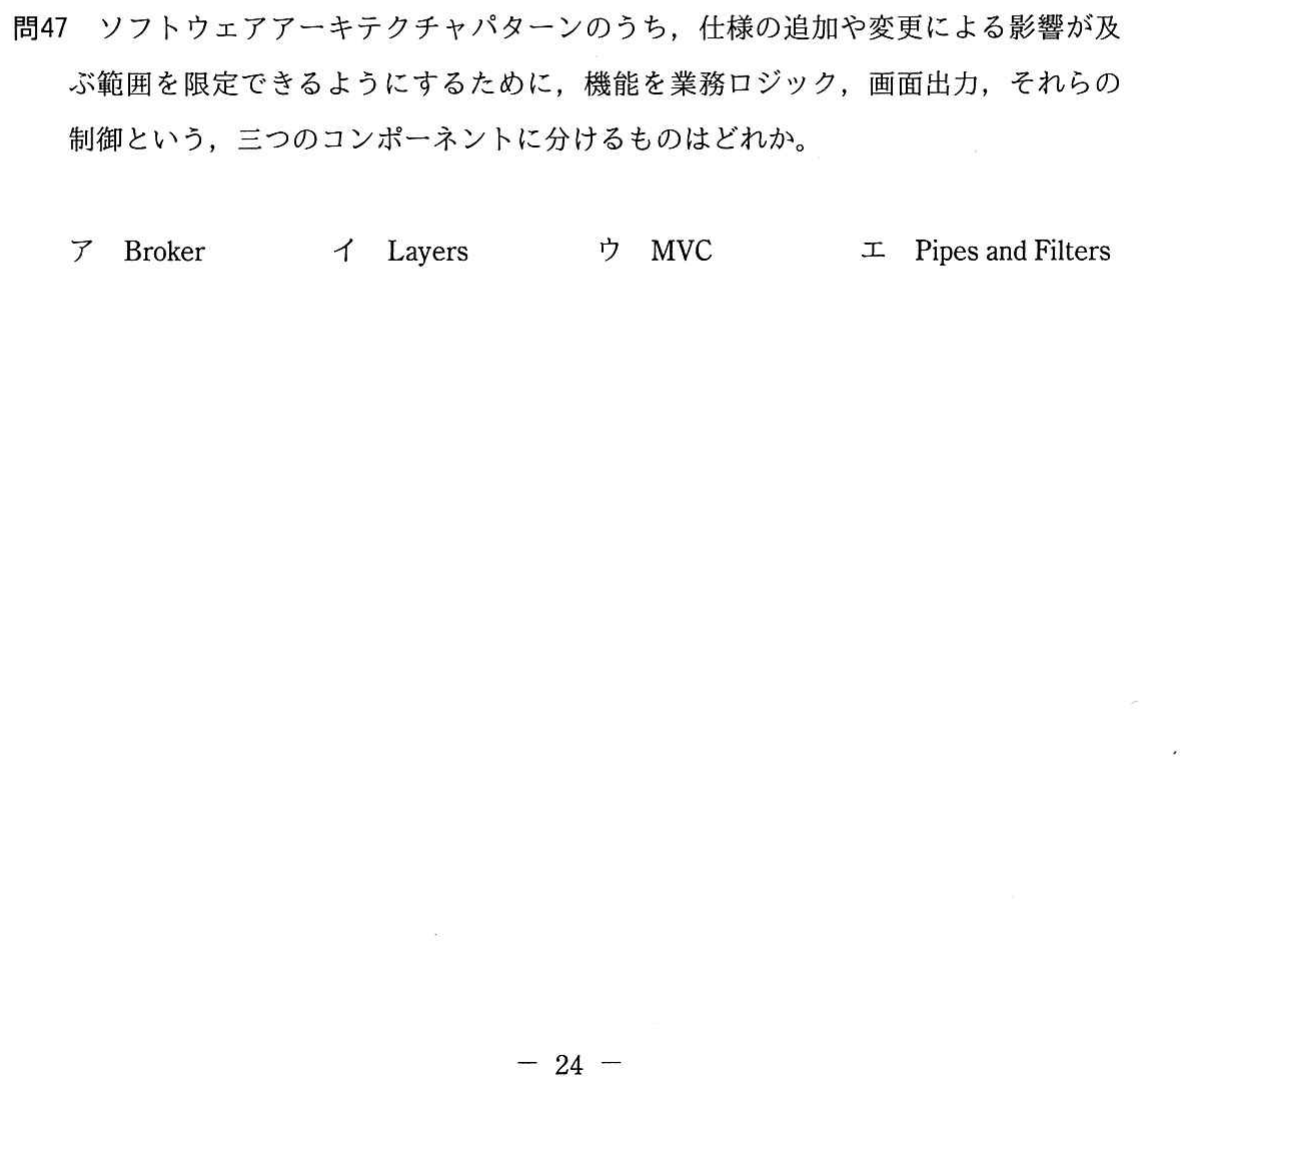 問47 ソフトウェアアーキテクチャパターンのうち，仕様の追加や変更による影響が及
ぶ範囲を限定できるようにするために，機能を業務ロジック，画面出力，それらの
制御という，三つのコンポーネントに分けるものはどれか。
ア Broker イ Layers ウ MVC エ Pipes and Filters
－ 24 －